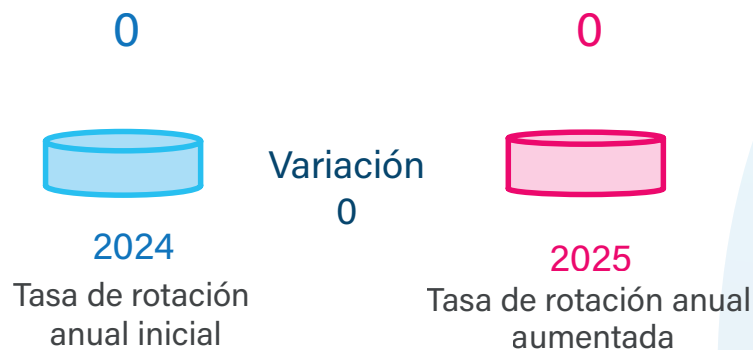 0
0
Variación
0
2024
Tasa de rotación
anual inicial
2025
Tasa de rotación anual
aumentada